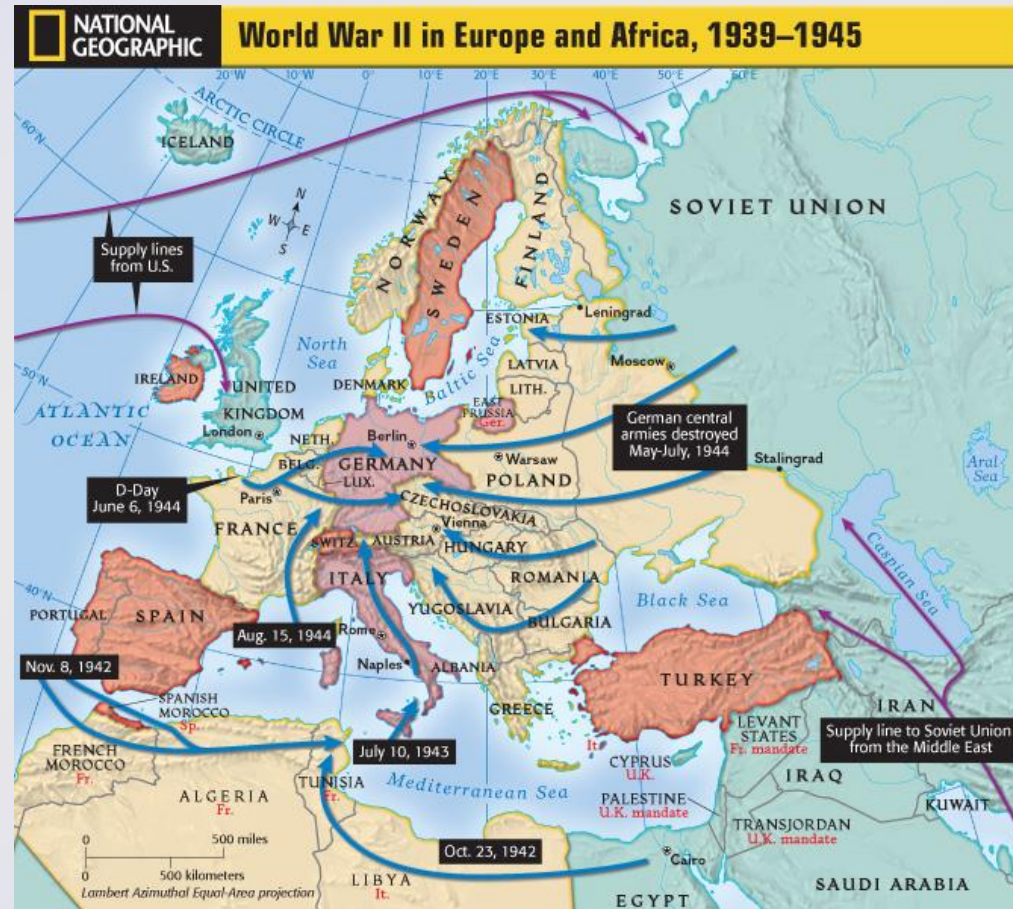 NATIONAL
GEOGRAPHIC
World War II in Europe and Africa, 1939–1945
20°W
10°W
0°
10°E
20°E
30°E
40°E
50°E
60°E
60°N
ARCTIC CIRCLE
ICELAND
N
W
E
S
NORWAY
SWEDEN
FINLAND
SOVIET UNION
Supply lines
from U.S.
ESTONIA
Leningrad
North
Sea
Baltic Sea
LATVIA
LITH.
Moscow
50°N
IRELAND
UNITED
KINGDOM
London
DENMARK
EAST
PRUSSIA
Ger.
ATLANTIC
OCEAN
NETH.
Berlin
BELG.
GERMANY
LUX.
Warsaw
POLAND
German central
armies destroyed
May-July, 1944
Stalingrad
Aral
Sea
D-Day
June 6, 1944
Paris
FRANCE
CZECHOSLOVAKIA
Vienna
SWITZ.
AUSTRIA
HUNGARY
ITALY
ROMANIA
Caspian Sea
40°N
PORTUGAL
SPAIN
YUGOSLAVIA
BULGARIA
Black Sea
Aug. 15, 1944
Rome
Naples
ALBANIA
Nov. 8, 1942
GREECE
TURKEY
SPANISH
MOROCCO
Sp.
IRAN
LEVANT
STATES
Fr. mandate
Supply line to Soviet Union
from the Middle East
FRENCH
MOROCCO
Fr.
July 10, 1943
It.
CYPRUS
U.K.
TUNISIA
Fr.
Mediterranean Sea
IRAQ
ALGERIA
Fr.
PALESTINE
U.K. mandate
KUWAIT
TRANSJORDAN
U.K. mandate
0
500 miles
0
500 kilometers
Lambert Azimuthal Equal-Area projection
Oct. 23, 1942
Cairo
LIBYA
It.
EGYPT
SAUDI ARABIA